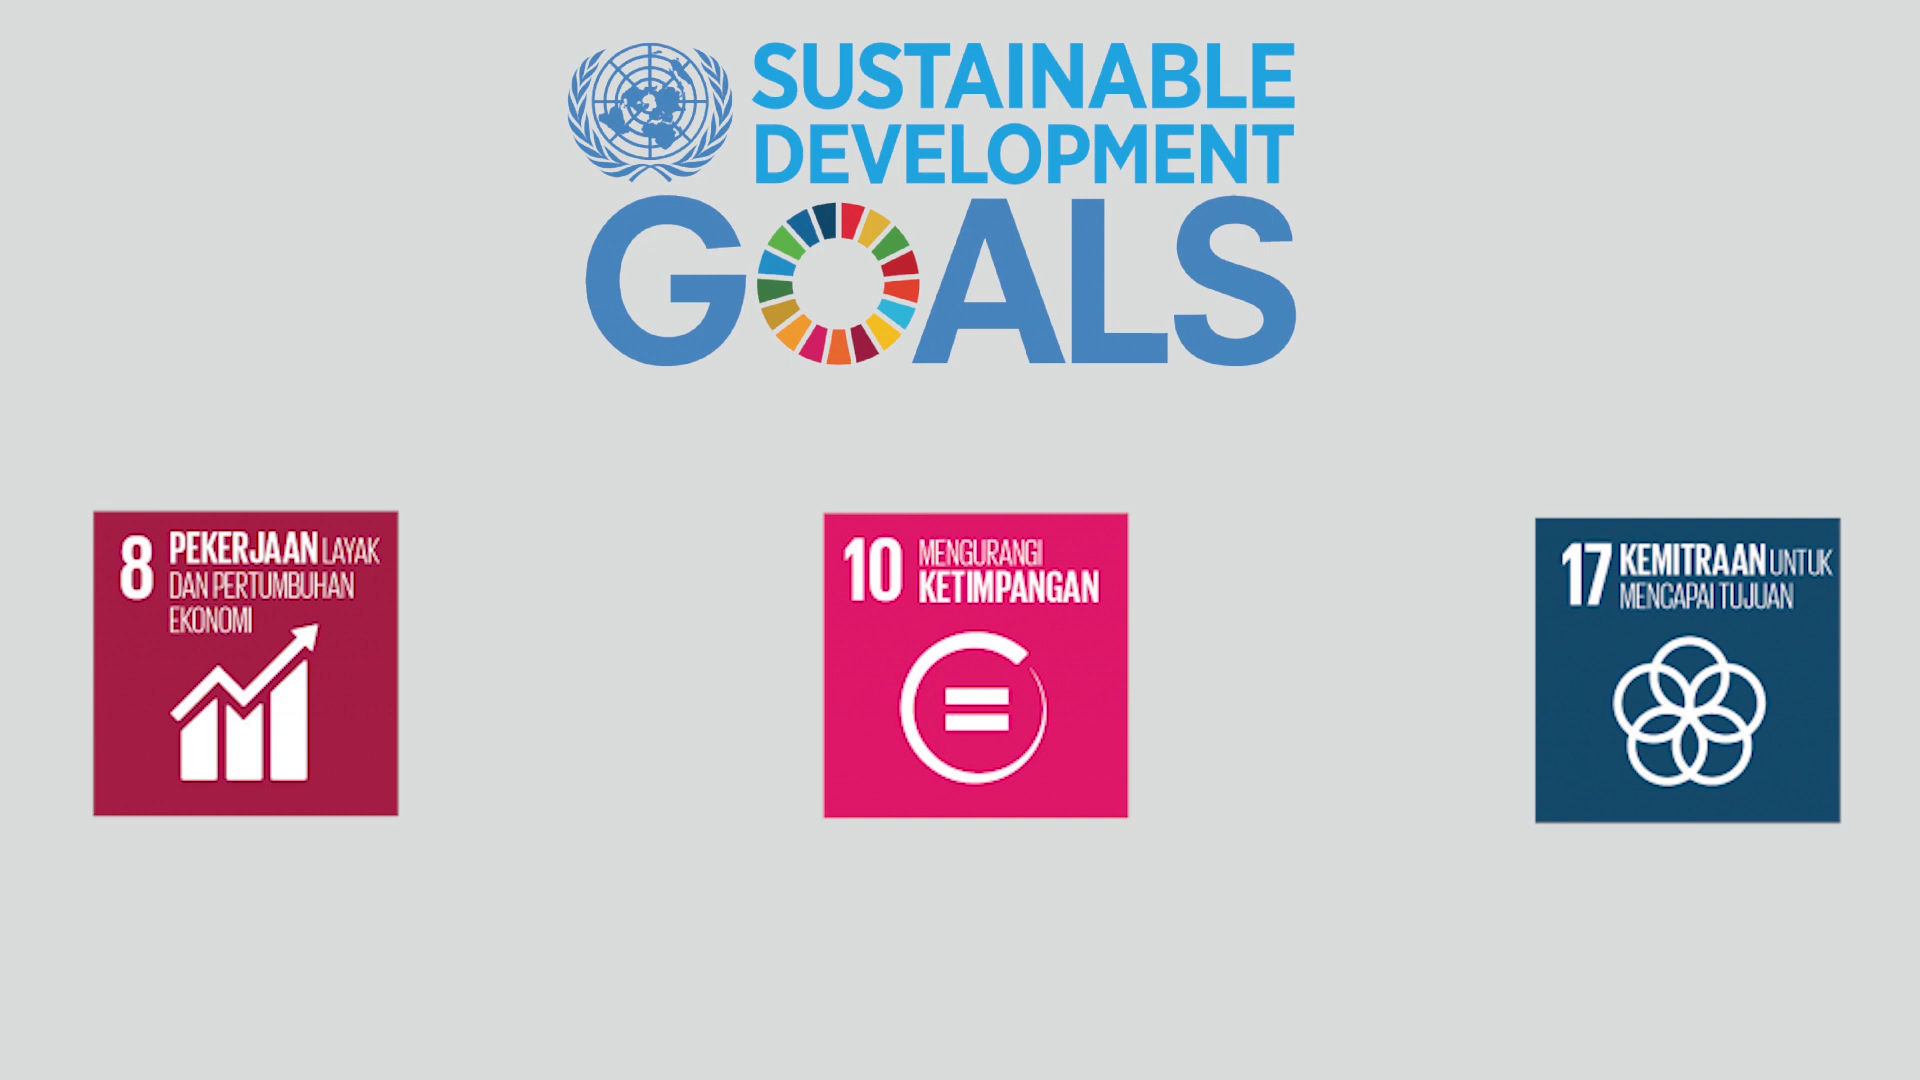 SUSTAINABLE
DEVELOPMENT
GOALS
8 PEKERJAAN LAYAK
DAN PERTUMBUHAN
EKONOMI
10 MENGURANGI
KETIMPANGAN
17 KEMITRAAN UNTUK
MENCAPAI TUJUAN